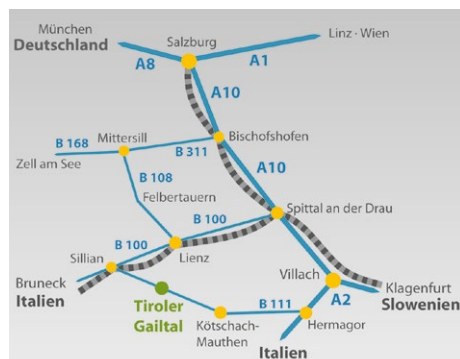 München
Deutschland
Salzburg
Linz · Wien
A8
A1
A10
B 168
Mittersill
Bischofshofen
B 311
Zell am See
A10
B 108
Felbertauern
B 100
Spittal an der Drau
B 100
Sillian
Lienz
Bruneck
Italien
Villach
Klagenfurt
Slowenien
A2
Tiroler
Gailtal
B 111
Kötschach-
Mauthen
Hermagor
Italien